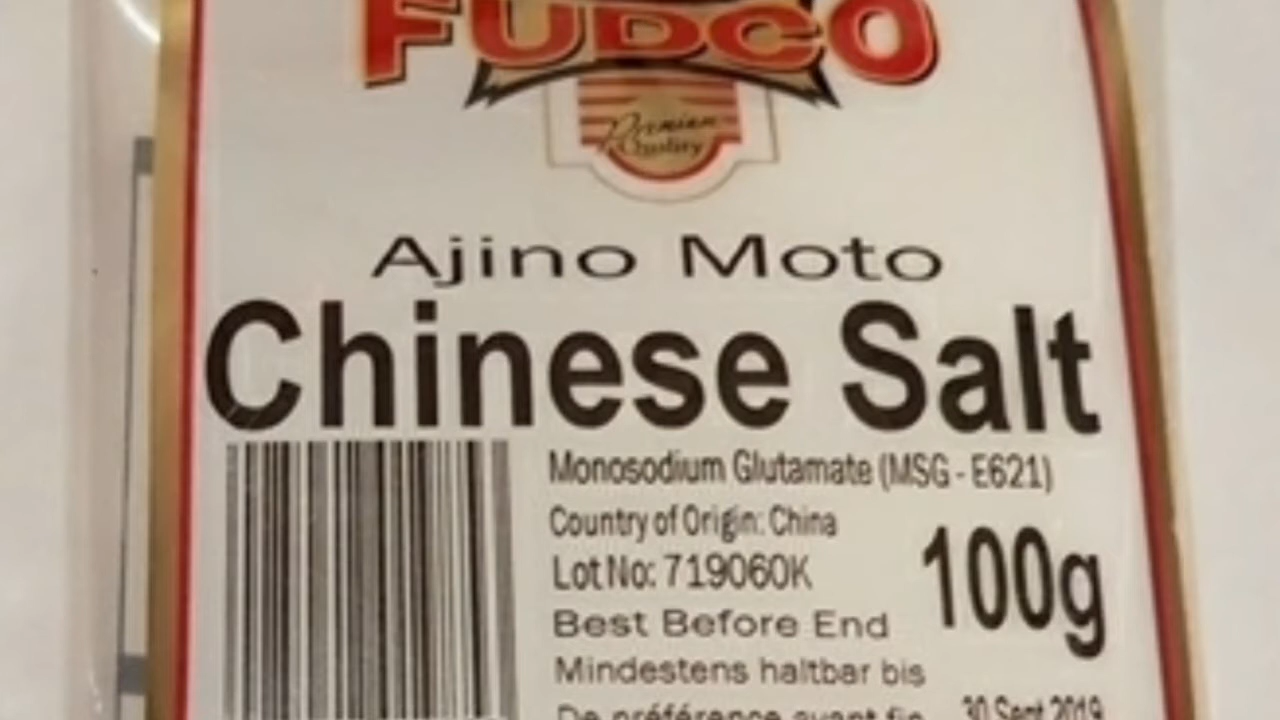 FUDCO
Premium
Quality
Ajino Moto
Chinese Salt
Monosodium Glutamate (MSG - E621)
Country of Origin: China
Lot No: 719060K
100g
Best Before End
Mindestens haltbar bis
De préférence avant fin
30 Sept 2019